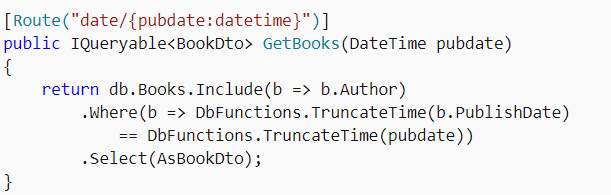 [Route("date/{pubdate:datetime}")]
public IQueryable<BookDto> GetBooks(DateTime pubdate)
{
    return db.Books.Include(b => b.Author)
        .Where(b => DbFunctions.TruncateTime(b.PublishDate)
            == DbFunctions.TruncateTime(pubdate))
        .Select(AsBookDto);
}